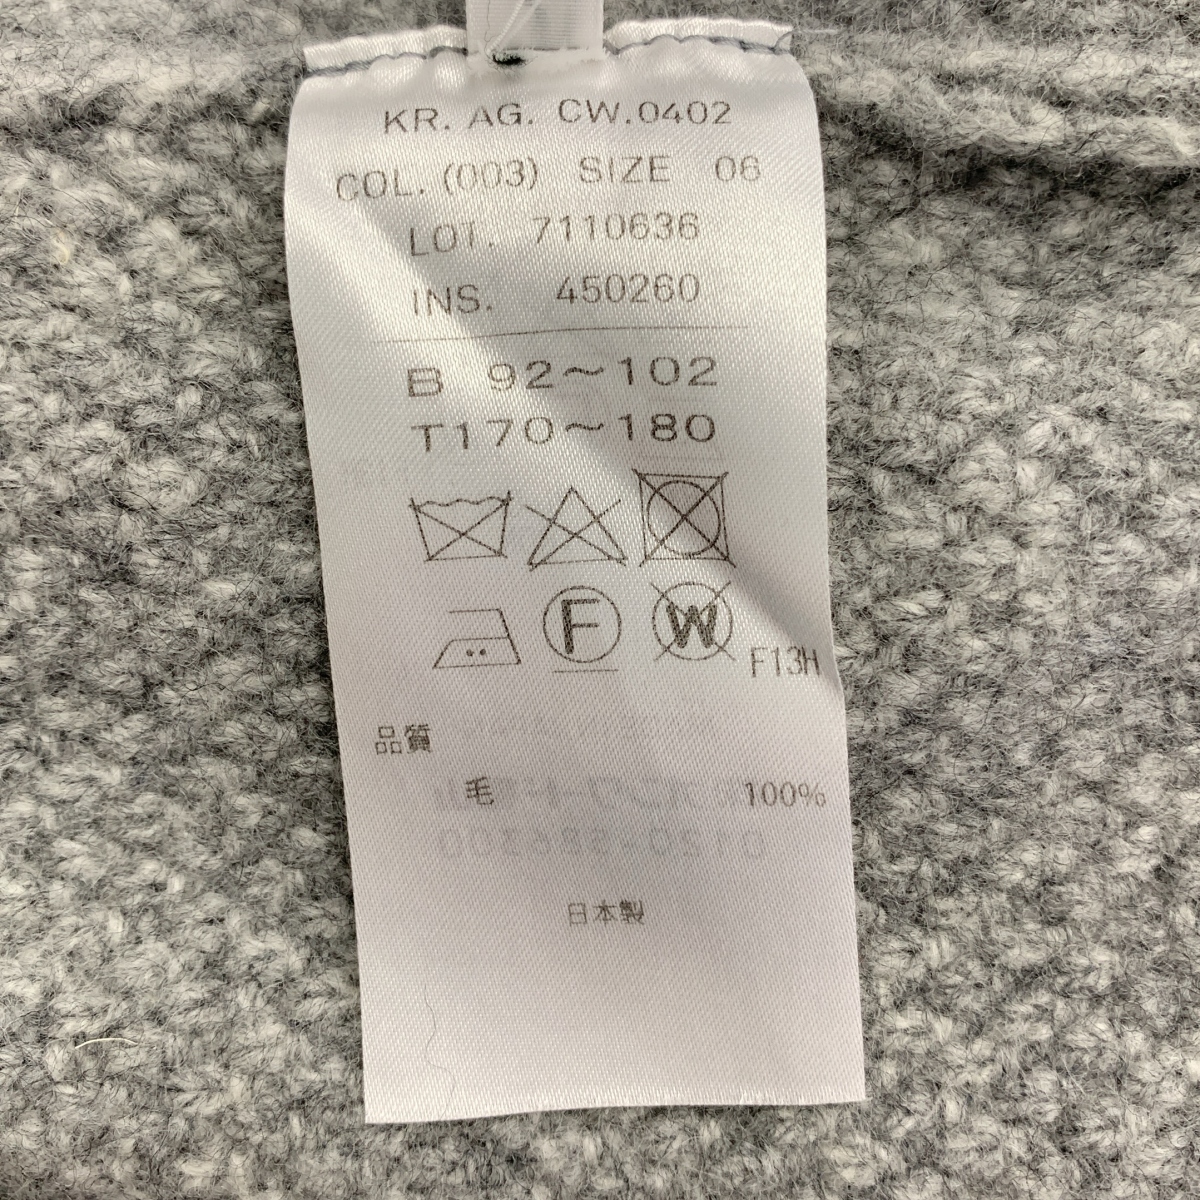 KR. AG. CW.0402
COL. (003) SIZE 06
LOT. 7110636
INS. 450260
B 92～102
T170～180
F W F13H
品質
毛 100%
日本製